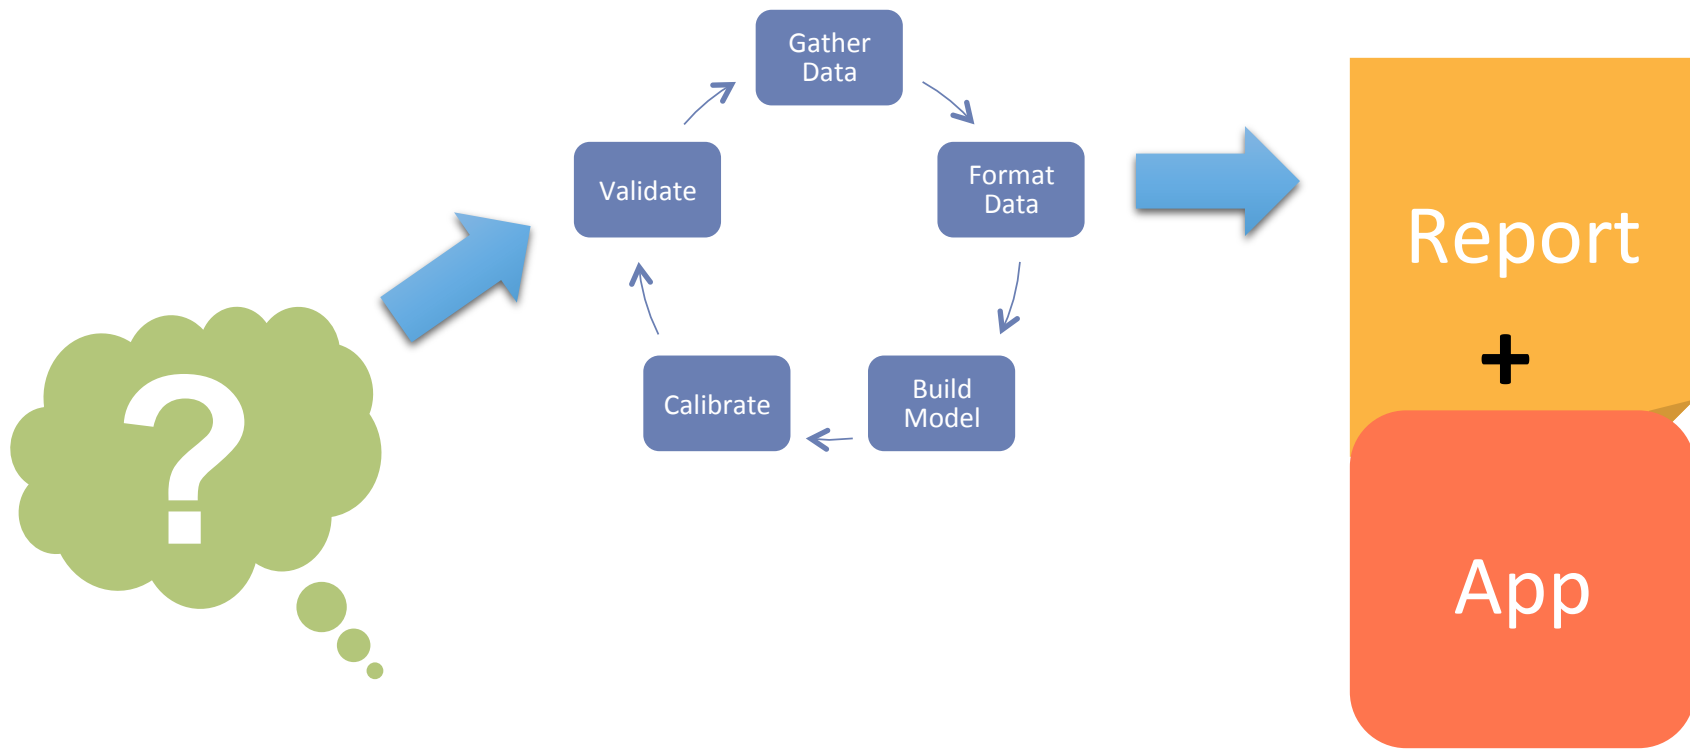 ?
Gather
Data
Format
Data
Build
Model
Calibrate
Validate
Report
+
App